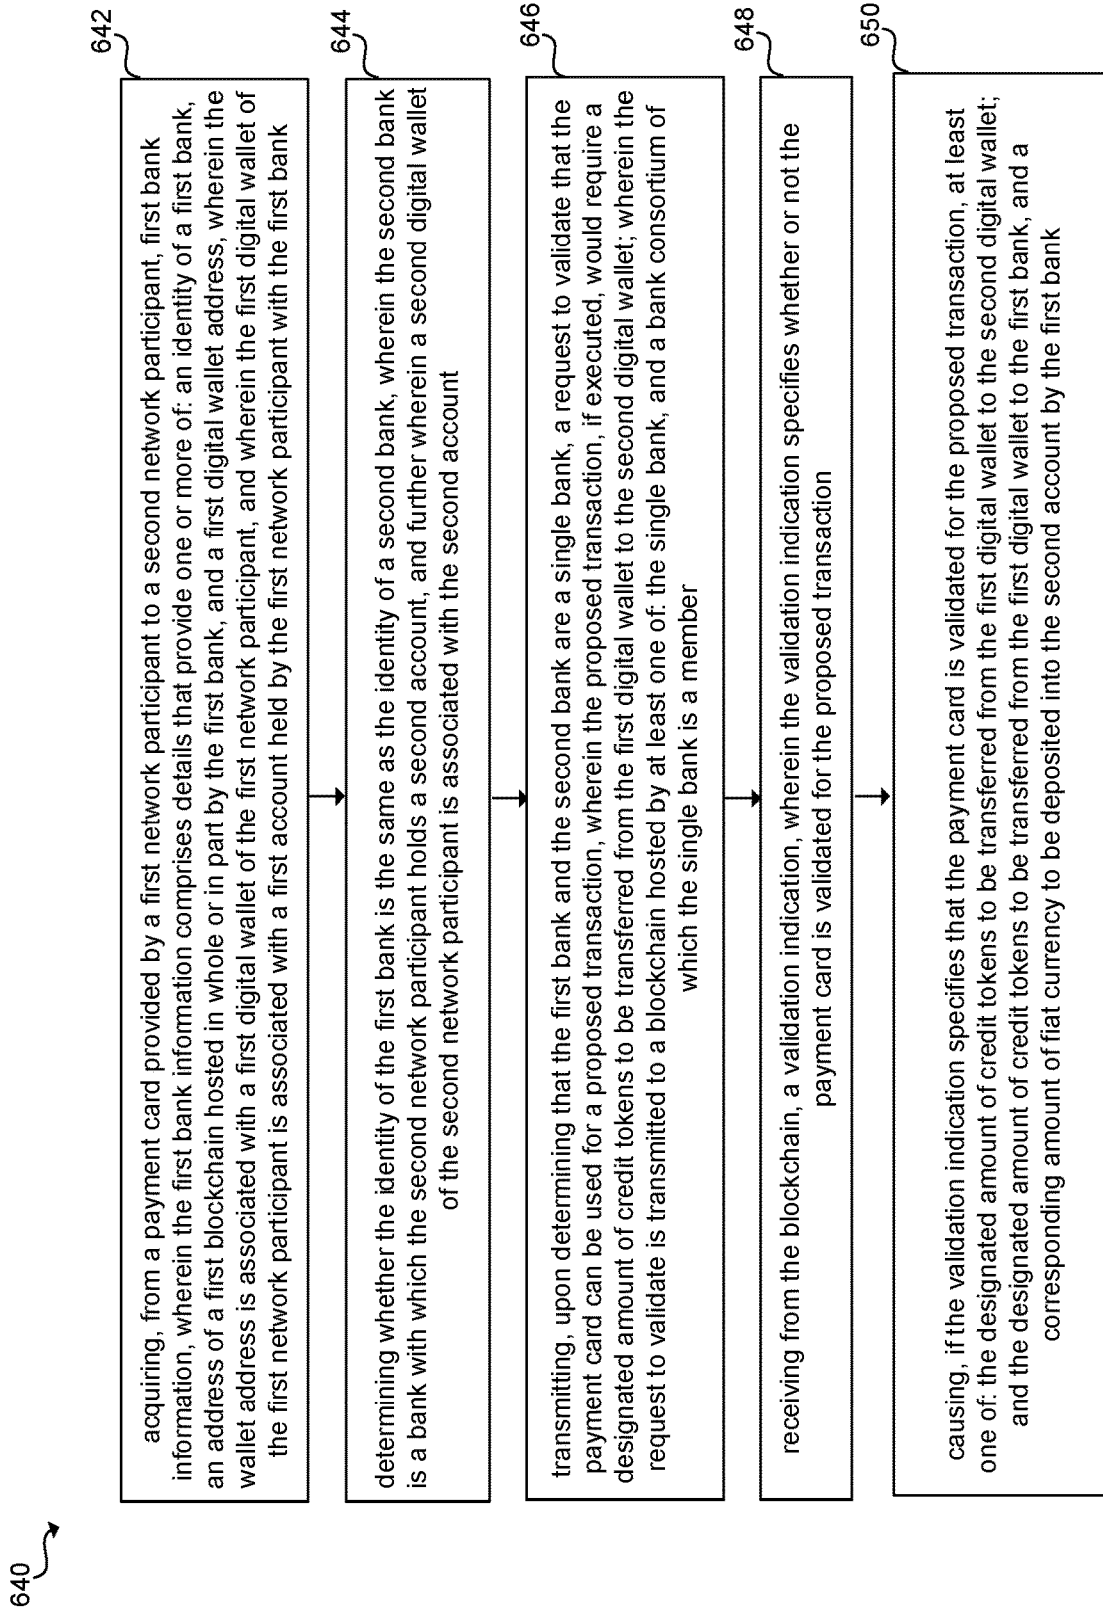 640
642
acquiring, from a payment card provided by a first network participant to a second network participant, first bank
information, wherein the first bank information comprises details that provide one or more of: an identity of a first bank,
an address of a first blockchain hosted in whole or in part by the first bank, and a first digital wallet address, wherein the
wallet address is associated with a first digital wallet of the first network participant, and wherein the first digital wallet of
the first network participant is associated with a first account held by the first network participant with the first bank
644
determining whether the identity of the first bank is the same as the identity of a second bank, wherein the second bank
is a bank with which the second network participant holds a second account, and further wherein a second digital wallet
of the second network participant is associated with the second account
646
transmitting, upon determining that the first bank and the second bank are a single bank, a request to validate that the
payment card can be used for a proposed transaction, wherein the proposed transaction, if executed, would require a
designated amount of credit tokens to be transferred from the first digital wallet to the second digital wallet; wherein the
request to validate is transmitted to a blockchain hosted by at least one of: the single bank, and a bank consortium of
which the single bank is a member
648
receiving from the blockchain, a validation indication, wherein the validation indication specifies whether or not the
payment card is validated for the proposed transaction
650
causing, if the validation indication specifies that the payment card is validated for the proposed transaction, at least
one of: the designated amount of credit tokens to be transferred from the first digital wallet to the second digital wallet;
and the designated amount of credit tokens to be transferred from the first digital wallet to the first bank, and a
corresponding amount of fiat currency to be deposited into the second account by the first bank